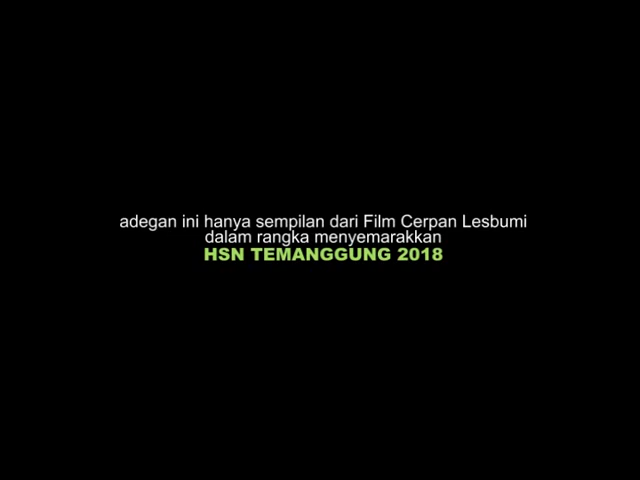 adegan ini hanya sempilan dari Film Cerpan Lesbumi
dalam rangka menyemarakkan
HSN TEMANGGUNG 2018